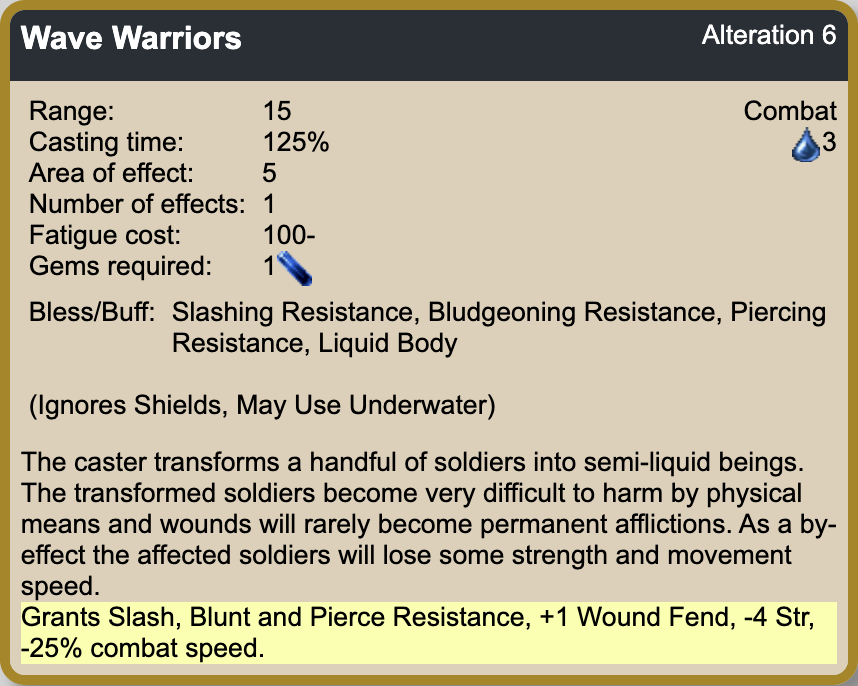 Wave Warriors Alteration 6
Range: 15 Combat
Casting time: 125% 3
Area of effect: 5
Number of effects: 1
Fatigue cost: 100-
Gems required: 1
Bless/Buff: Slashing Resistance, Bludgeoning Resistance, Piercing
Resistance, Liquid Body
(Ignores Shields, May Use Underwater)
The caster transforms a handful of soldiers into semi-liquid beings.
The transformed soldiers become very difficult to harm by physical
means and wounds will rarely become permanent afflictions. As a by-
effect the affected soldiers will lose some strength and movement
speed.
Grants Slash, Blunt and Pierce Resistance, +1 Wound Fend, -4 Str,
-25% combat speed.